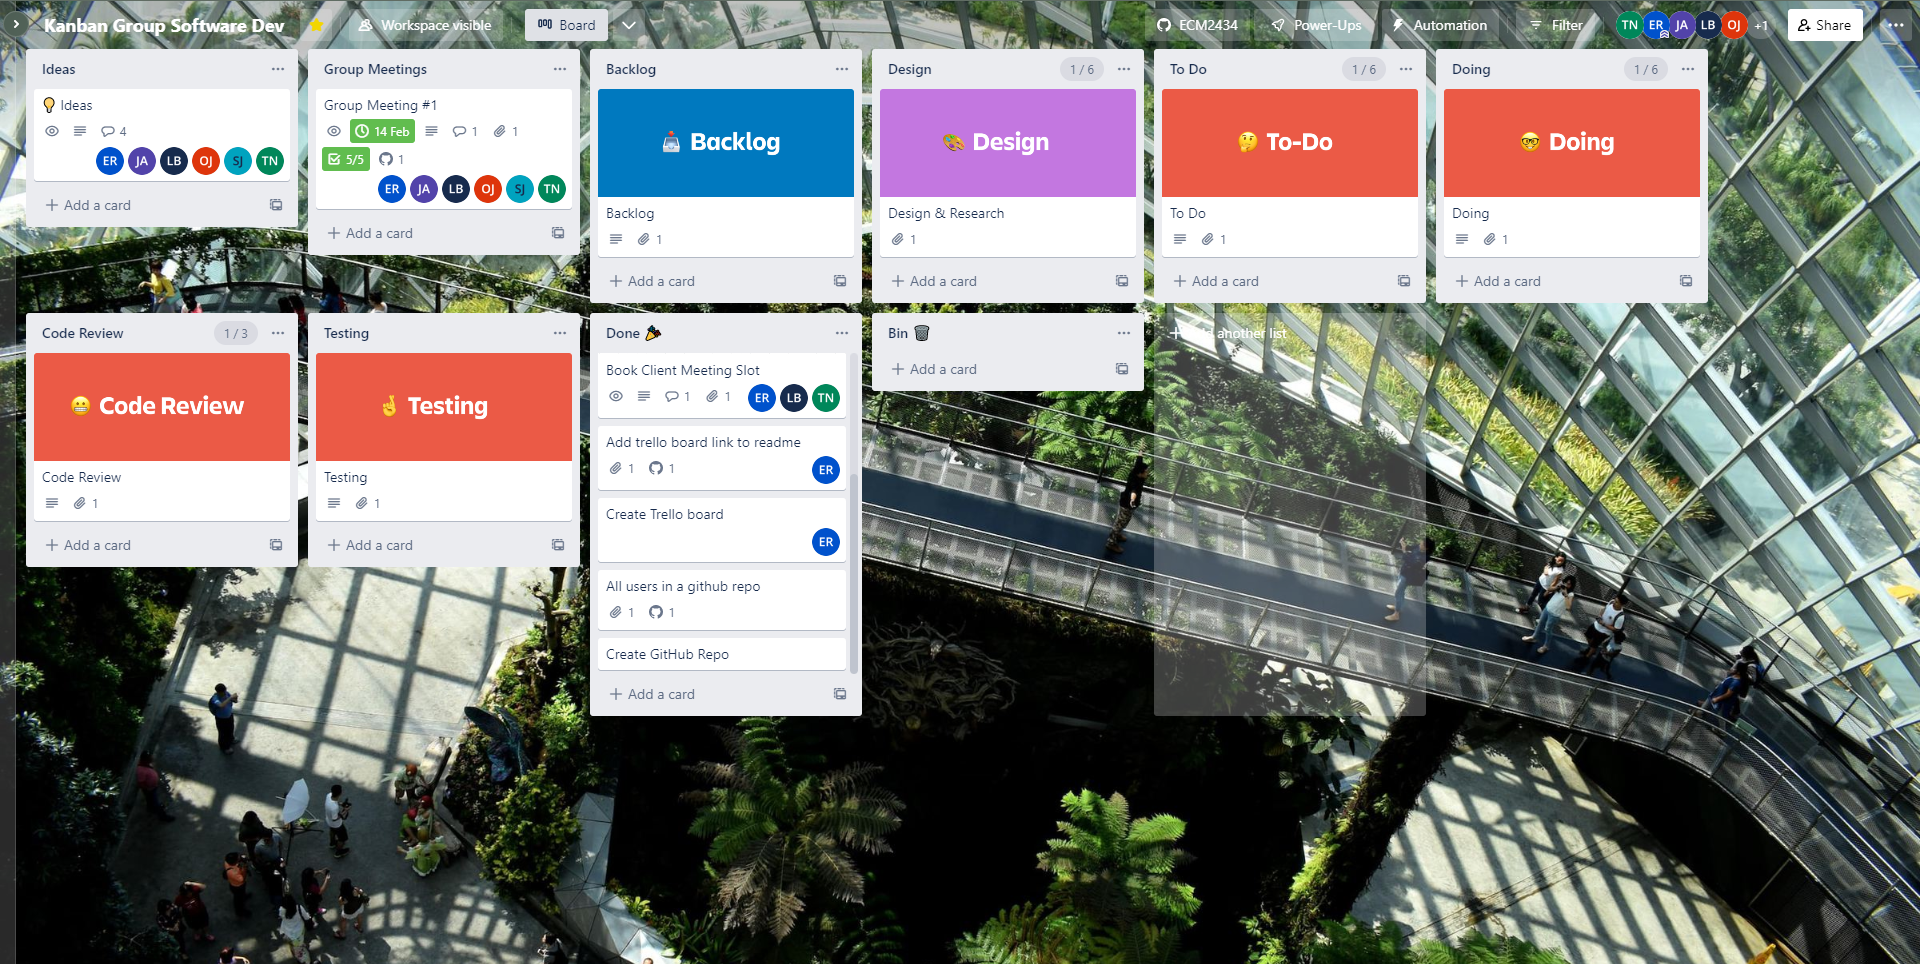 Kanban Group Software Dev
Workspace visible
Board
ECM2434
Power-Ups
Automation
Filter
TN ER JA LB OJ +1
Share
Ideas
Ideas
4
ER JA LB OJ SJ TN
Add a card
Group Meetings
Group Meeting #1
14 Feb 1 1
5/5 1
ER JA LB OJ SJ TN
Add a card
Backlog
Backlog
Backlog
1
Add a card
Design 1 / 6
Design
Design & Research
1
Add a card
To Do 1 / 6
To-Do
To Do
1
Add a card
Doing 1 / 6
Doing
Doing
1
Add a card
Code Review 1 / 3
Code Review
Code Review
1
Add a card
Testing
Testing
Testing
1
Add a card
Done
Book Client Meeting Slot
1 1 ER LB TN
Add trello board link to readme
1 1 ER
Create Trello board
ER
All users in a github repo
1 1
Create GitHub Repo
Add a card
Bin
Add a card
Add another list